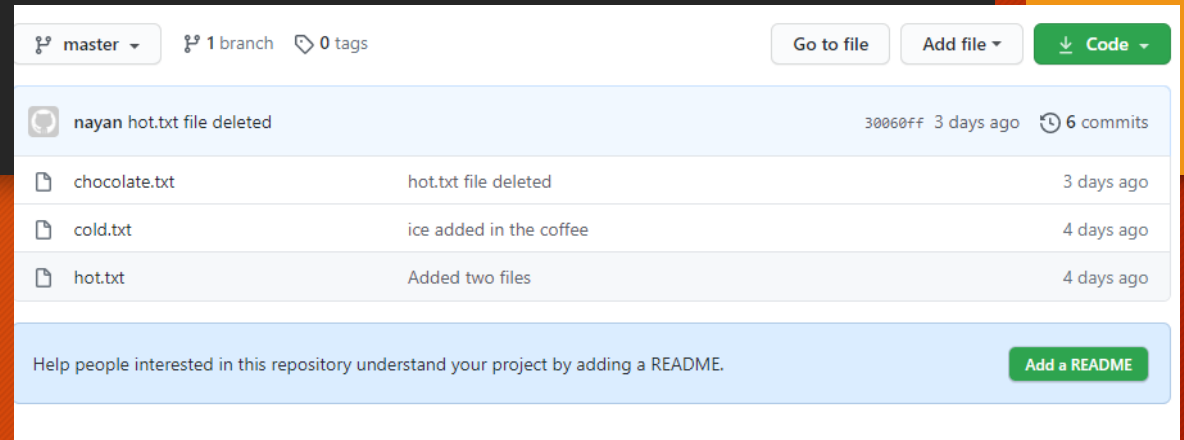 master 1 branch 0 tags Go to file Add file Code
nayan hot.txt file deleted 30060ff 3 days ago 6 commits
chocolate.txt hot.txt file deleted 3 days ago
cold.txt ice added in the coffee 4 days ago
hot.txt Added two files 4 days ago
Help people interested in this repository understand your project by adding a README. Add a README